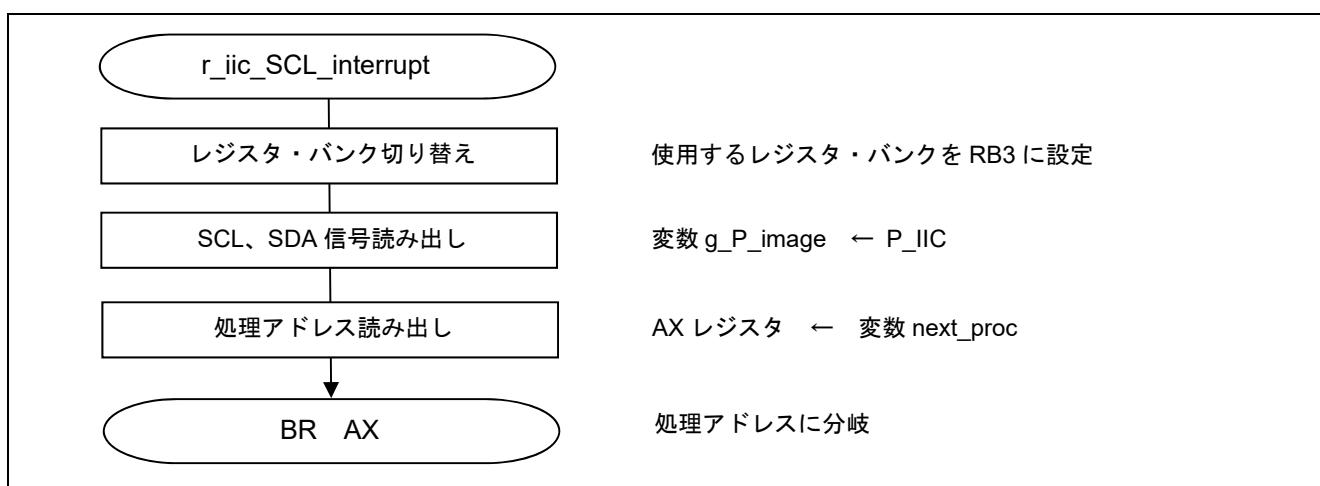 r_iic_SCL_interrupt
レジスタ・バンク切り替え 使用するレジスタ・バンクを RB3 に設定
SCL、SDA 信号読み出し 変数 g_P_image ← P_IIC
処理アドレス読み出し AX レジスタ ← 変数 next_proc
BR AX 処理アドレスに分岐